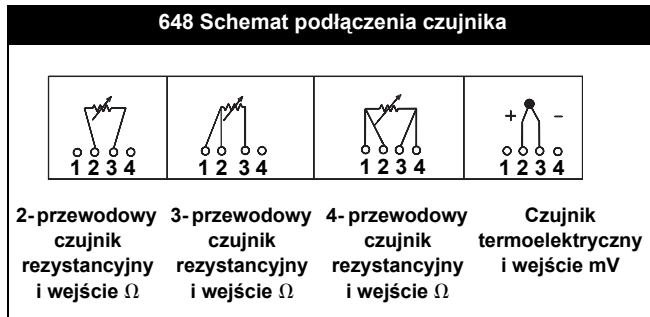 648 Schemat podłączenia czujnika
1 2 3 4
1 2 3 4
1 2 3 4
+ -
1 2 3 4
2- przewodowy
czujnik
rezystancyjny
i wejście Ω
3- przewodowy
czujnik
rezystancyjny
i wejście Ω
4- przewodowy
czujnik
rezystancyjny
i wejście Ω
Czujnik
termoelektryczny
i wejście mV